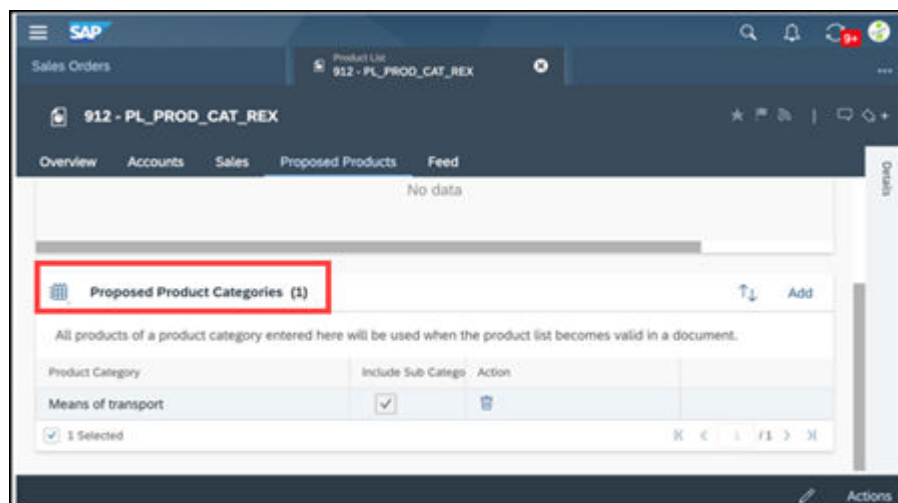 SAP
9+
Sales Orders
Product List
912 - PL_PROD_CAT_REX
912 - PL_PROD_CAT_REX
Overview Accounts Sales Proposed Products Feed
Details
No data
Proposed Product Categories (1)
Add
All products of a product category entered here will be used when the product list becomes valid in a document.
Product Category Include Sub Catego Action
Means of transport
1 Selected
1 / 1
Actions